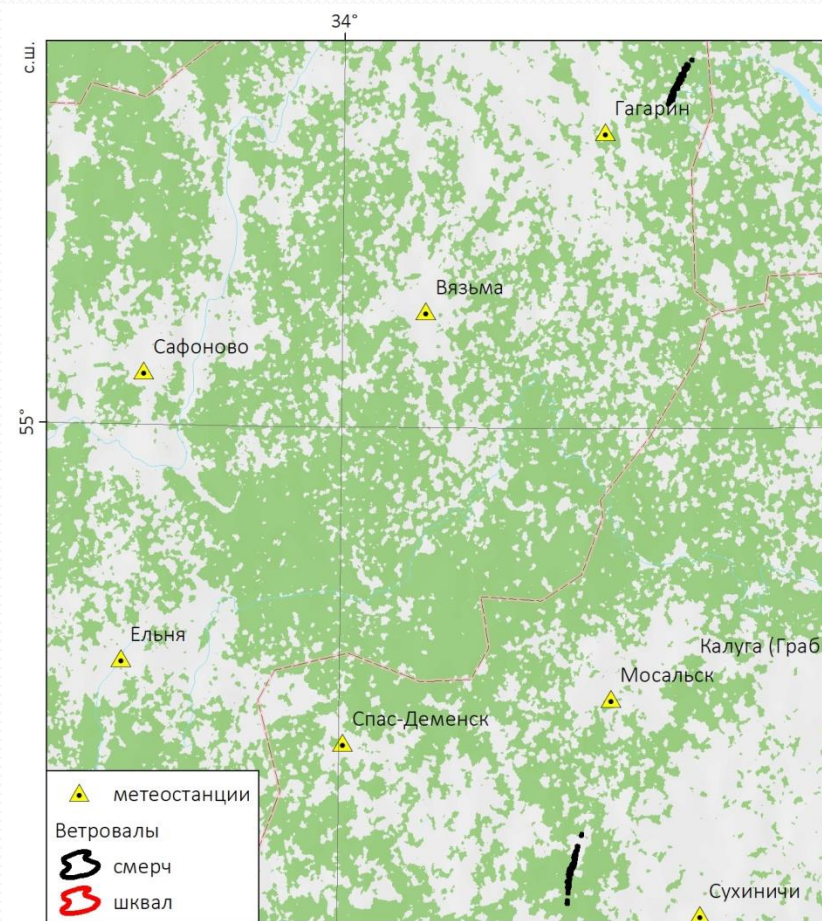 34°
с.ш.
Гагарин
Вязьма
Сафоново
55°
Ельня
Калуга (Граб
Мосальск
Спас-Деменск
метеостанции
Ветровалы
смерч
шквал
Сухиничи